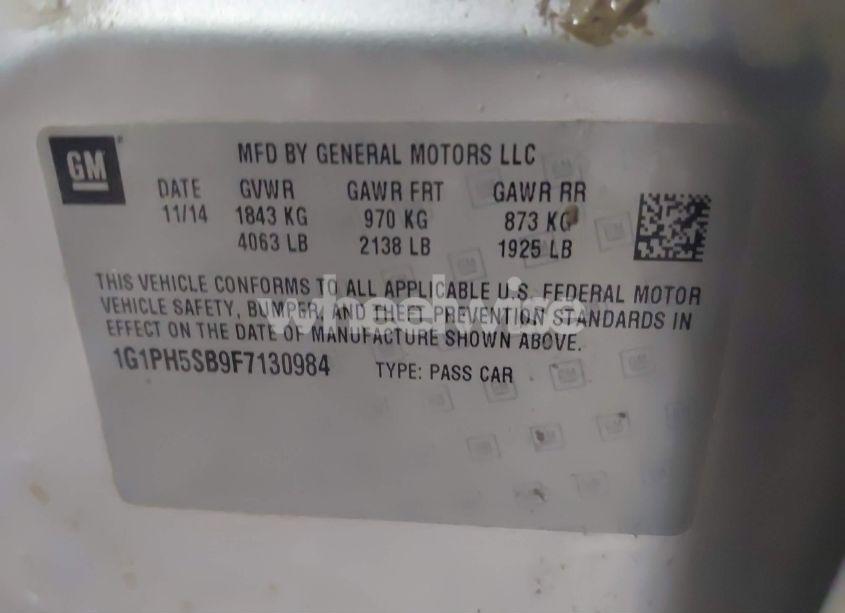 GM
MFD BY GENERAL MOTORS LLC
DATE GVWR GAWR FRT GAWR RR
11/14 1843 KG 970 KG 873 KG
4063 LB 2138 LB 1925 LB
THIS VEHICLE CONFORMS TO ALL APPLICABLE U.S. FEDERAL MOTOR
VEHICLE SAFETY, BUMPER, AND THEFT PREVENTION STANDARDS IN
EFFECT ON THE DATE OF MANUFACTURE SHOWN ABOVE.
1G1PH5SB9F7130984 TYPE: PASS CAR
wheelwire